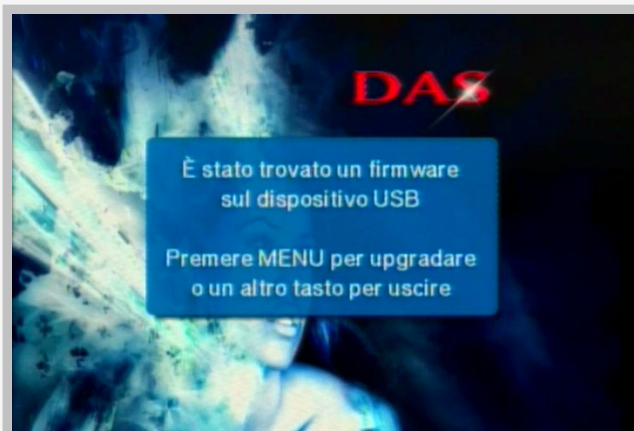 DAS
È stato trovato un firmware
sul dispositivo USB
Premere MENU per upgradare
o un altro tasto per uscire